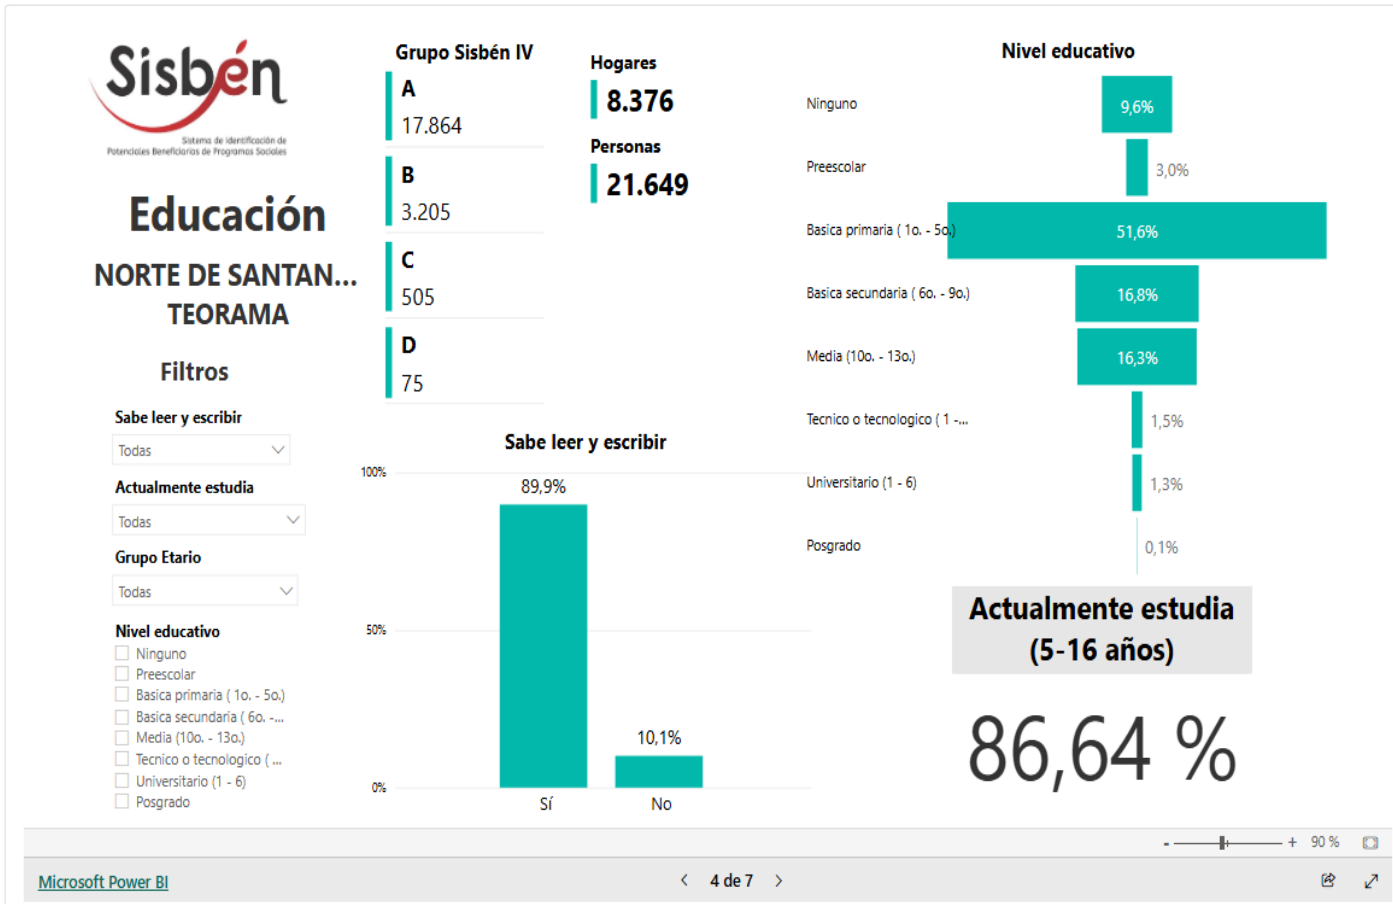 Sisbén
Sistema de Identificación de
Potenciales Beneficiarios de Programas Sociales
Educación
NORTE DE SANTAN...
TEORAMA
Filtros
Sabe leer y escribir
Todas
Actualmente estudia
Todas
Grupo Etario
Todas
Nivel educativo
Ninguno
Preescolar
Basica primaria ( 1o. - 5o.)
Basica secundaria ( 6o. -...
Media (10o. - 13o.)
Tecnico o tecnologico ( ...
Universitario (1 - 6)
Posgrado
Grupo Sisbén IV
A
17.864
B
3.205
C
505
D
75
Hogares
8.376
Personas
21.649
Sabe leer y escribir
100%
50%
0%
89,9%
10,1%
Sí
No
Nivel educativo
Ninguno
9,6%
Preescolar
3,0%
Basica primaria ( 1o. - 5o.)
51,6%
Basica secundaria ( 6o. - 9o.)
16,8%
Media (10o. - 13o.)
16,3%
Tecnico o tecnologico ( 1 -...
1,5%
Universitario (1 - 6)
1,3%
Posgrado
0,1%
Actualmente estudia
(5-16 años)
86,64 %
- + 90 %
Microsoft Power BI
4 de 7